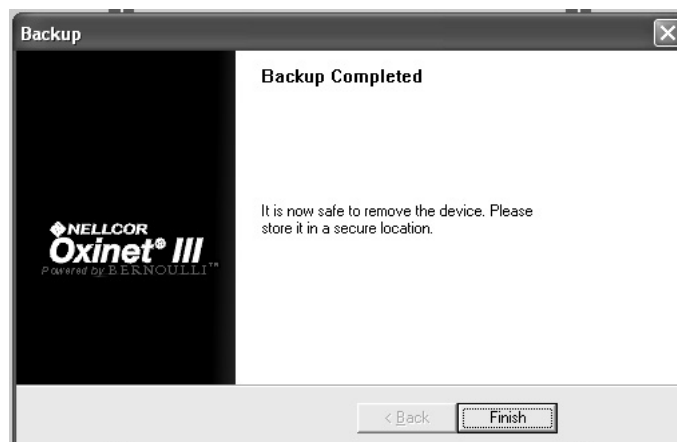 Backup
Backup Completed
It is now safe to remove the device. Please
store it in a secure location.
NELLCOR
Oxinet® III
Powered by BERNOULLI™
< Back
Finish